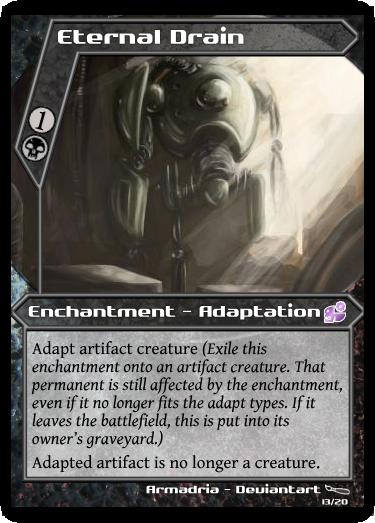 Eternal Drain
1
Enchantment - Adaptation
Adapt artifact creature (Exile this
enchantment onto an artifact creature. That
permanent is still affected by the enchantment,
even if it no longer fits the adapt types. If it
leaves the battlefield, this is put into its
owner's graveyard.)
Adapted artifact is no longer a creature.
Armadria - Deviantart
13/20